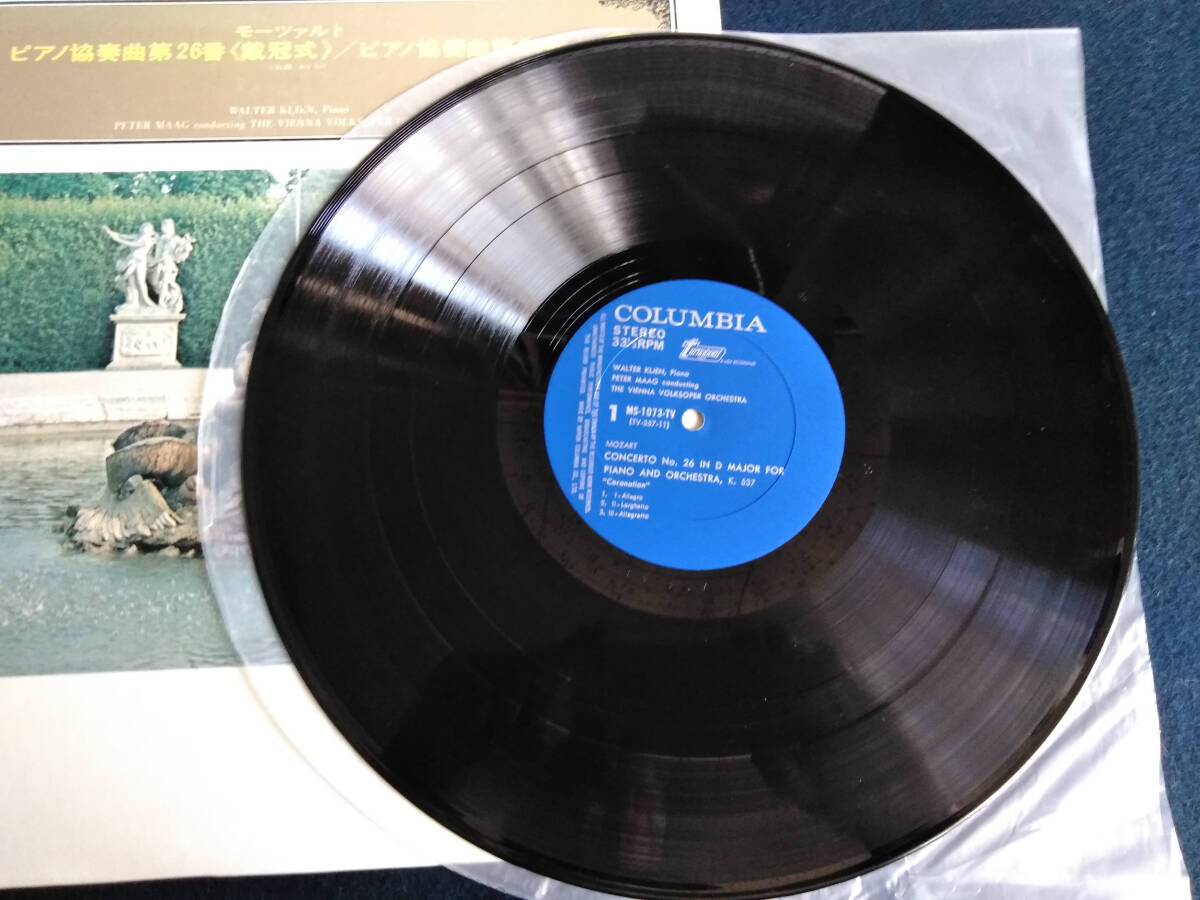 モーツァルト
ピアノ協奏曲第26番《戴冠式》/ピアノ協奏曲
WALTER KLIEN, Piano
PETER MAAG conducting THE VIENNA VOLKSOPER
COLUMBIA
STEREO
33⅓RPM
Turnabout
WALTER KLIEN, Piano
PETER MAAG conducting
THE VIENNA VOLKSOPER ORCHESTRA
1 MS-1073-TV
(TV-357-11)
MOZART
CONCERTO No. 26 IN D MAJOR FOR
PIANO AND ORCHESTRA, K. 537
"Coronation"
1. I-Allegro
2. II-Larghetto
3. III-Allegretto